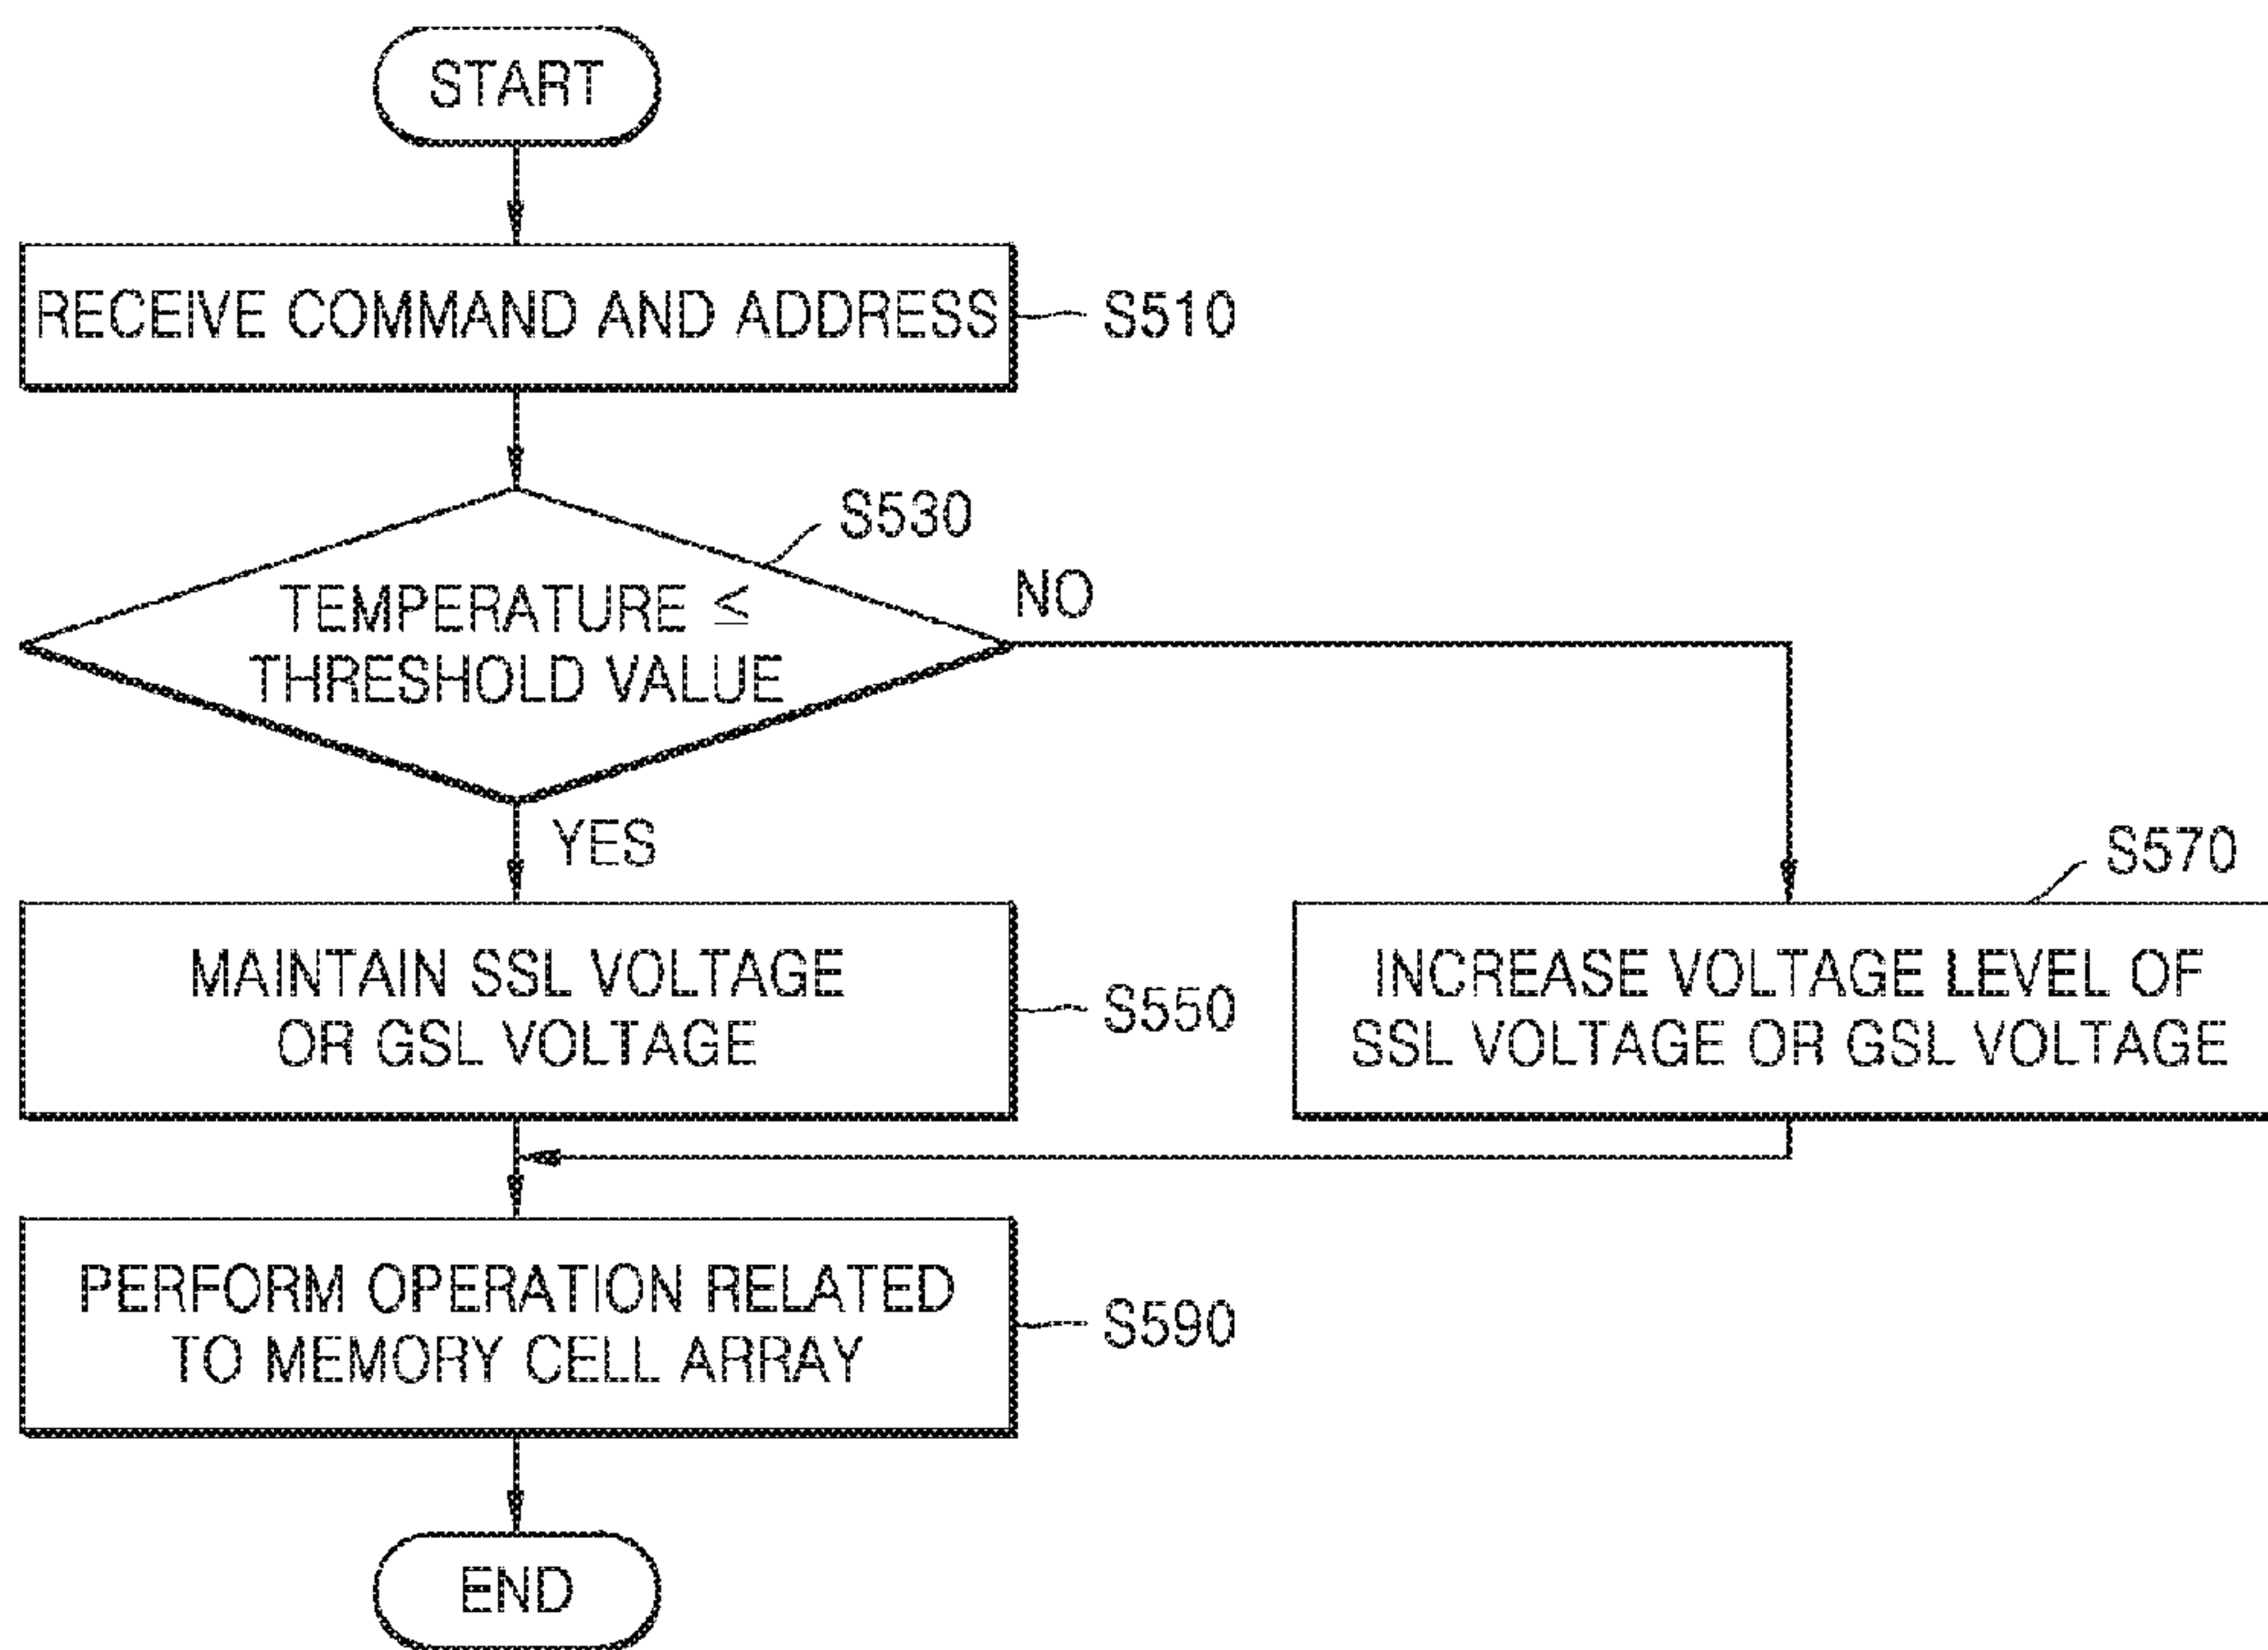 START
RECEIVE COMMAND AND ADDRESS
S510
S530
TEMPERATURE ≤
THRESHOLD VALUE
NO
YES
MAINTAIN SSL VOLTAGE
OR GSL VOLTAGE
S550
S570
INCREASE VOLTAGE LEVEL OF
SSL VOLTAGE OR GSL VOLTAGE
PERFORM OPERATION RELATED
TO MEMORY CELL ARRAY
S590
END